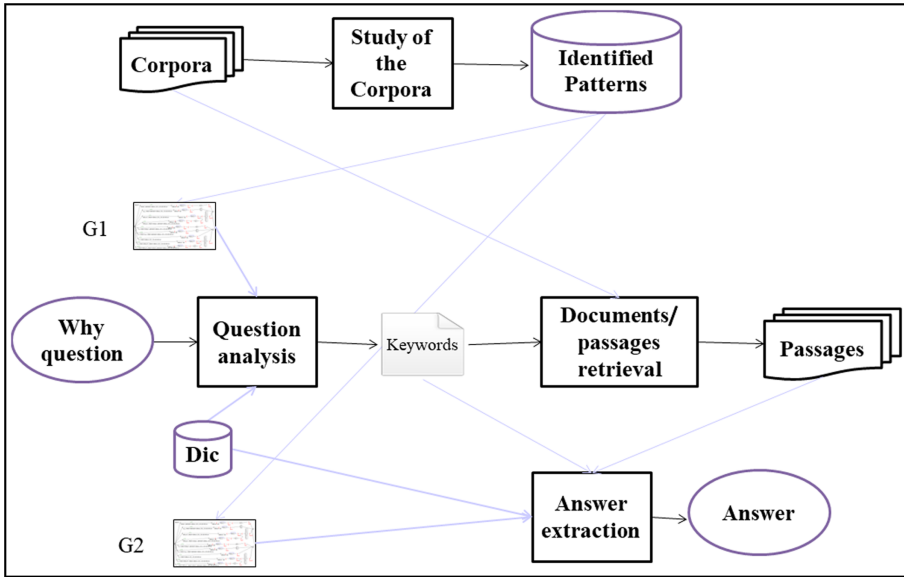 Corpora
Study of
the
Corpora
Identified
Patterns
G1
Why
question
Question
analysis
Keywords
Documents/
passages
retrieval
Passages
Dic
G2
Answer
extraction
Answer